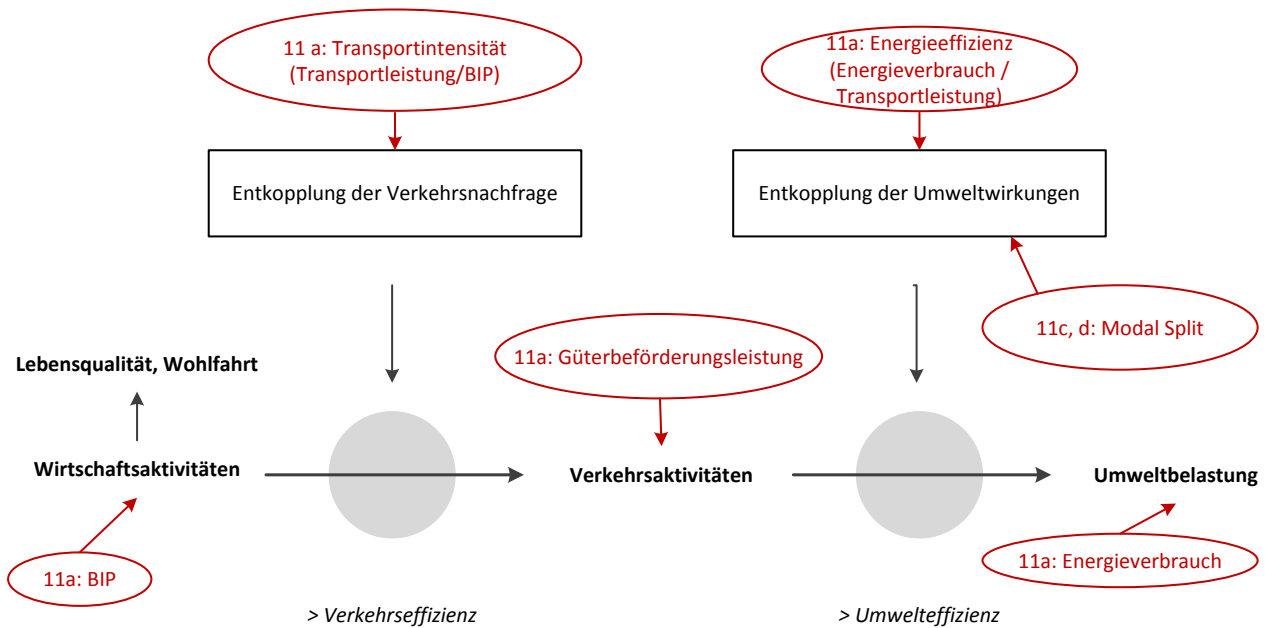 11 a: Transportintensität
(Transportleistung/BIP)
11a: Energieeffizienz
(Energieverbrauch /
Transportleistung)
Entkopplung der Verkehrsnachfrage
Entkopplung der Umweltwirkungen
11c, d: Modal Split
11a: Güterbeförderungsleistung
Lebensqualität, Wohlfahrt
Wirtschaftsaktivitäten
Verkehrsaktivitäten
Umweltbelastung
11a: BIP
11a: Energieverbrauch
> Verkehrseffizienz
> Umwelteffizienz